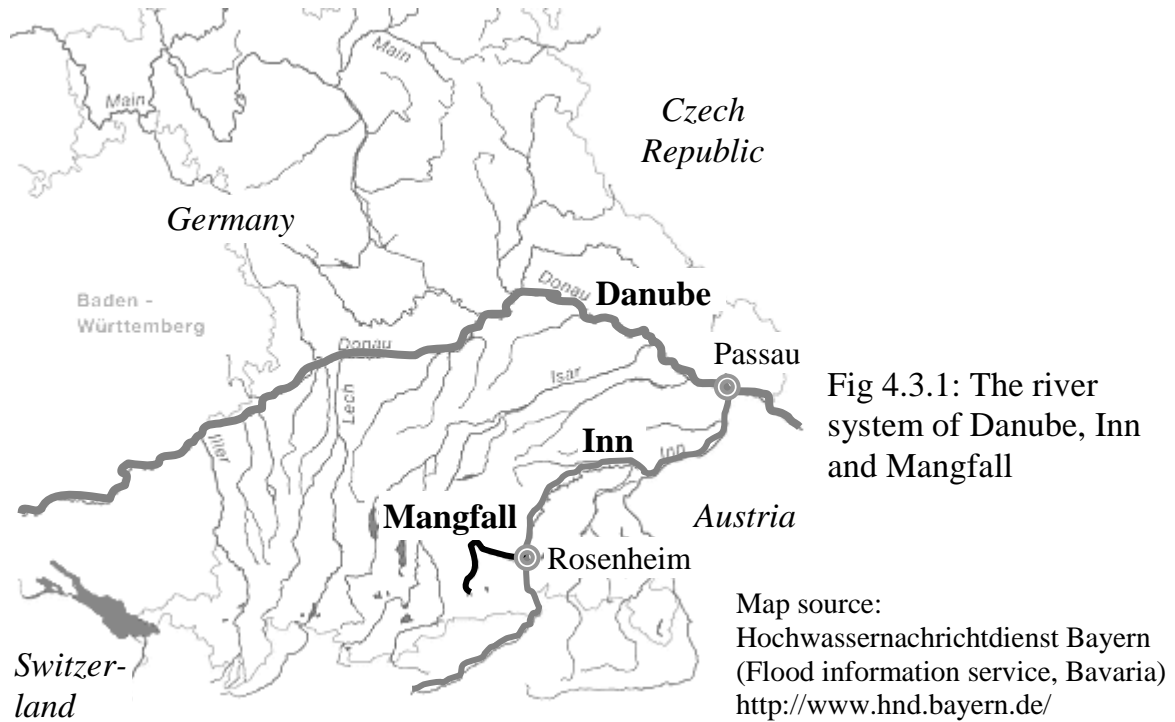 Main
Main
Czech
Republic
Germany
Baden -
Württemberg
Donau
Danube
Donau
Passau
Isar
Lech
Iller
Inn
Inn
Fig 4.3.1: The river
system of Danube, Inn
and Mangfall
Mangfall
Austria
Rosenheim
Map source:
Hochwassernachrichtdienst Bayern
(Flood information service, Bavaria)
http://www.hnd.bayern.de/
Switzer-
land